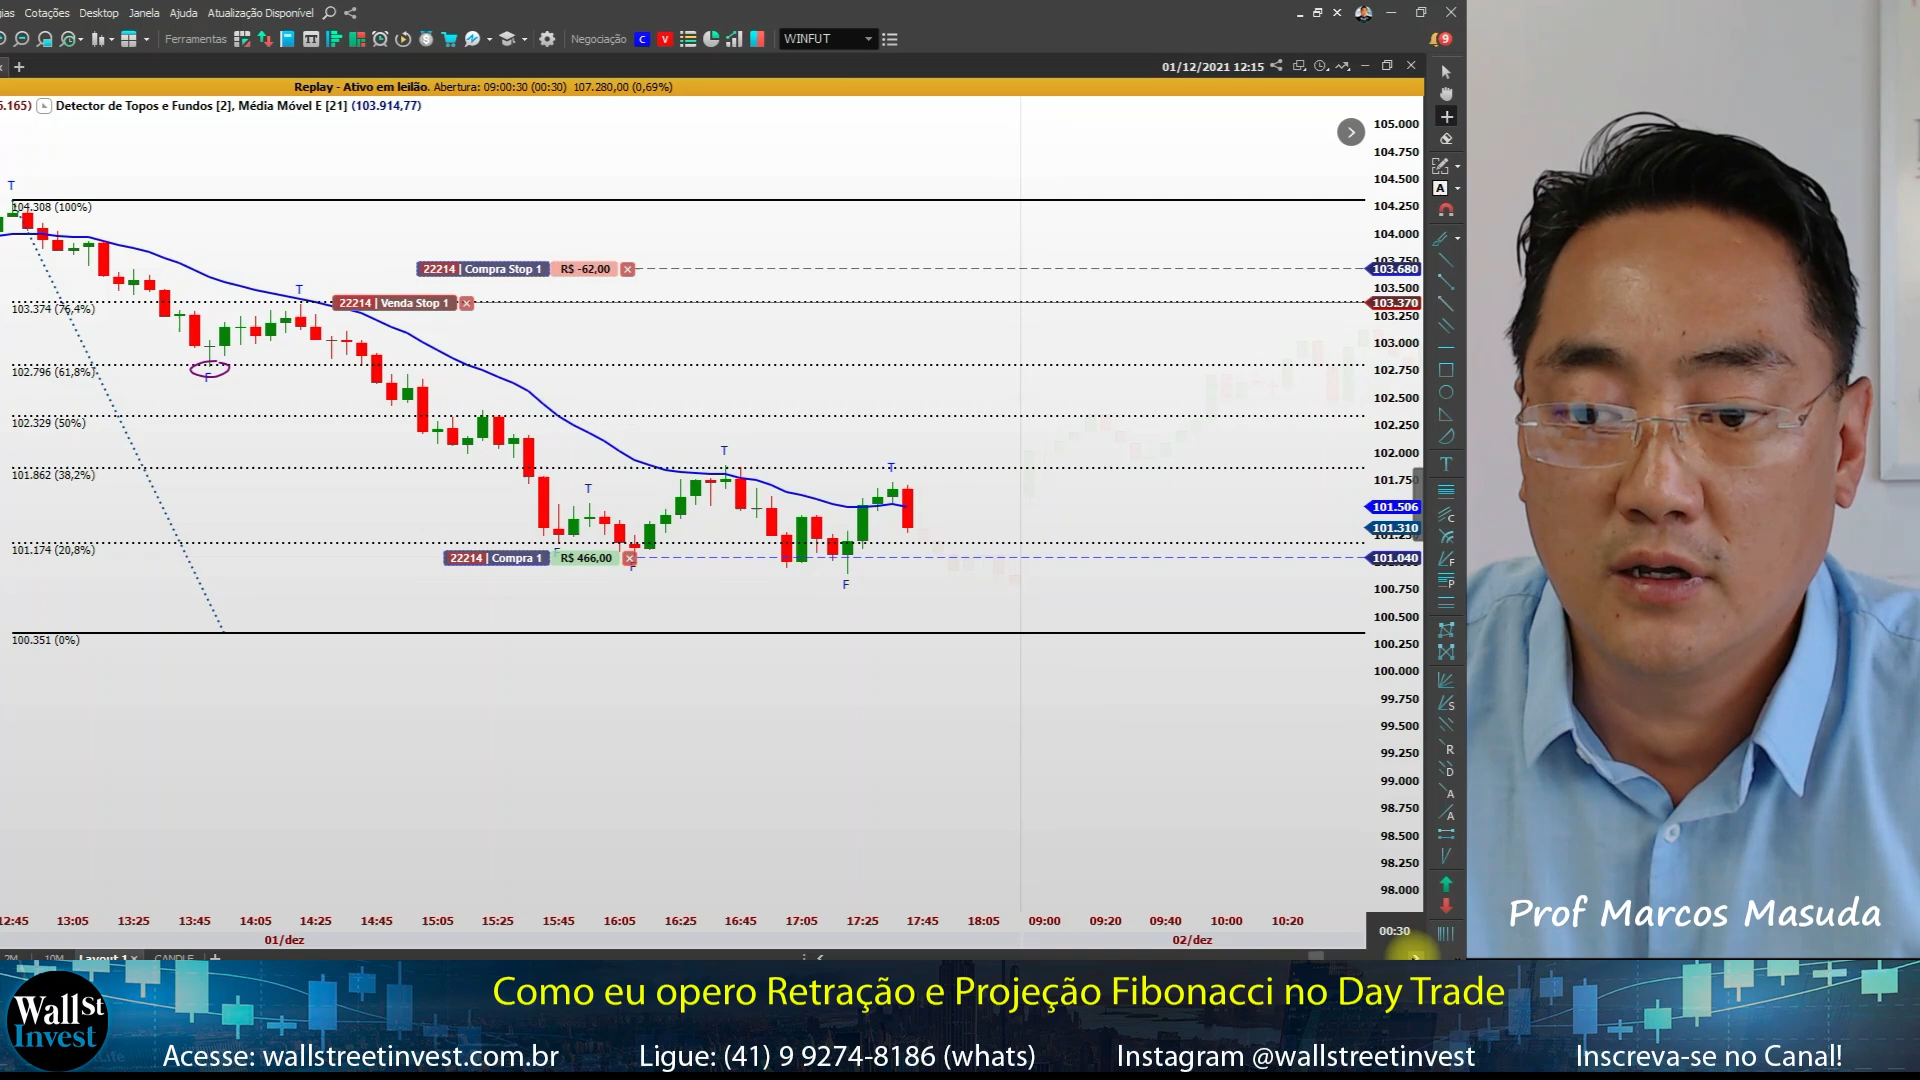 Cotações Desktop Janela Ajuda Atualização Disponível
Ferramentas
Negociação
C
V
WINFUT
9
01/12/2021 12:15
Replay - Ativo em leilão. Abertura: 09:00:30 (00:30) 107.280,00 (0,69%)
Detector de Topos e Fundos [2], Média Móvel E [21] (103.914,77)
105.000
104.750
104.500
104.250
104.000
103.680
103.500
103.370
103.250
103.000
102.750
102.500
102.250
102.000
101.750
101.506
101.310
101.040
100.750
100.500
100.250
100.000
99.750
99.500
99.250
99.000
98.750
98.500
98.250
98.000
T
104.308 (100%)
22214 | Compra Stop 1 R$ -62,00
T
22214 | Venda Stop 1
103.374 (76,4%)
102.796 (61,8%)
F
102.329 (50%)
T
T
101.862 (38,2%)
T
101.174 (20,8%)
22214 | Compra 1 R$ 466,00
F
F
100.351 (0%)
12:45 13:05 13:25 13:45 14:05 14:25 14:45 15:05 15:25 15:45 16:05 16:25 16:45 17:05 17:25 17:45 18:05 09:00 09:20 09:40 10:00 10:20
00:30
01/dez 02/dez
2M 10M Layout 1 CANDLE
Prof Marcos Masuda
WallSt
Invest
Como eu opero Retração e Projeção Fibonacci no Day Trade
Acesse: wallstreetinvest.com.br Ligue: (41) 9 9274-8186 (whats) Instagram @wallstreetinvest Inscreva-se no Canal!